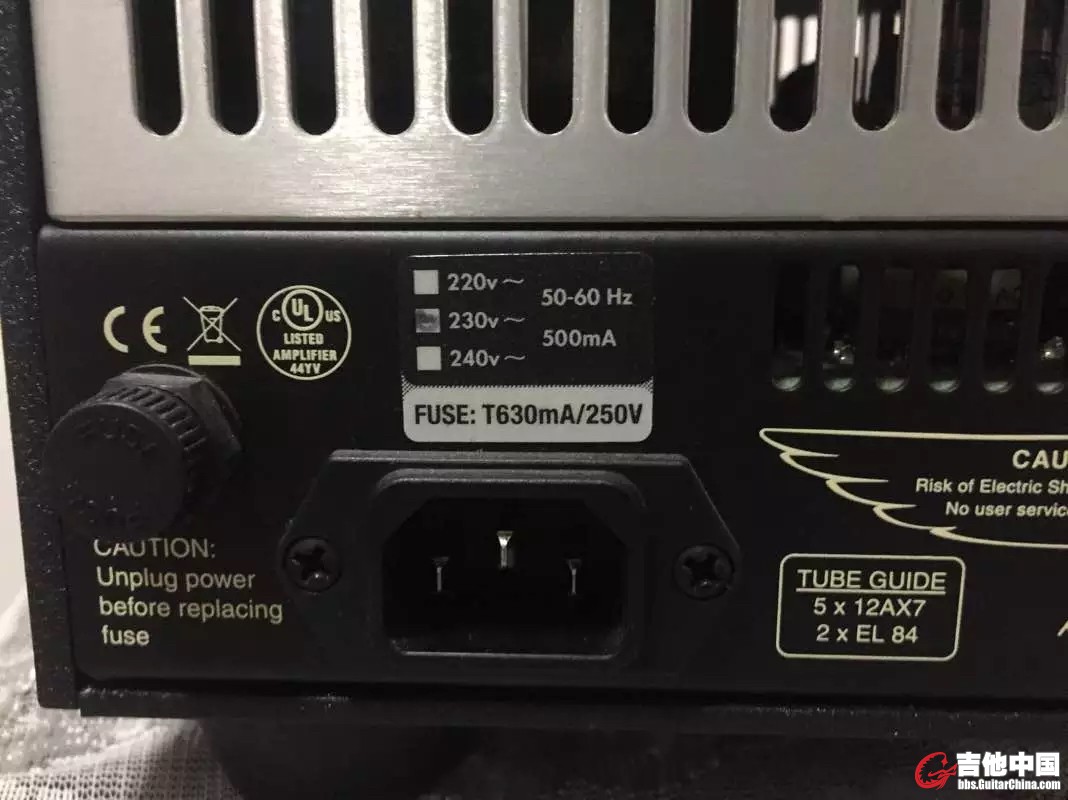 220v ~
230v ~
240v ~
50-60 Hz
500mA
FUSE: T630mA/250V
CE
c UL US
LISTED
AMPLIFIER
44YV
CAUTION:
Unplug power
before replacing
fuse
CAU
Risk of Electric Sh
No user service
TUBE GUIDE
5 x 12AX7
2 x EL 84
吉他中国
bbs.GuitarChina.com